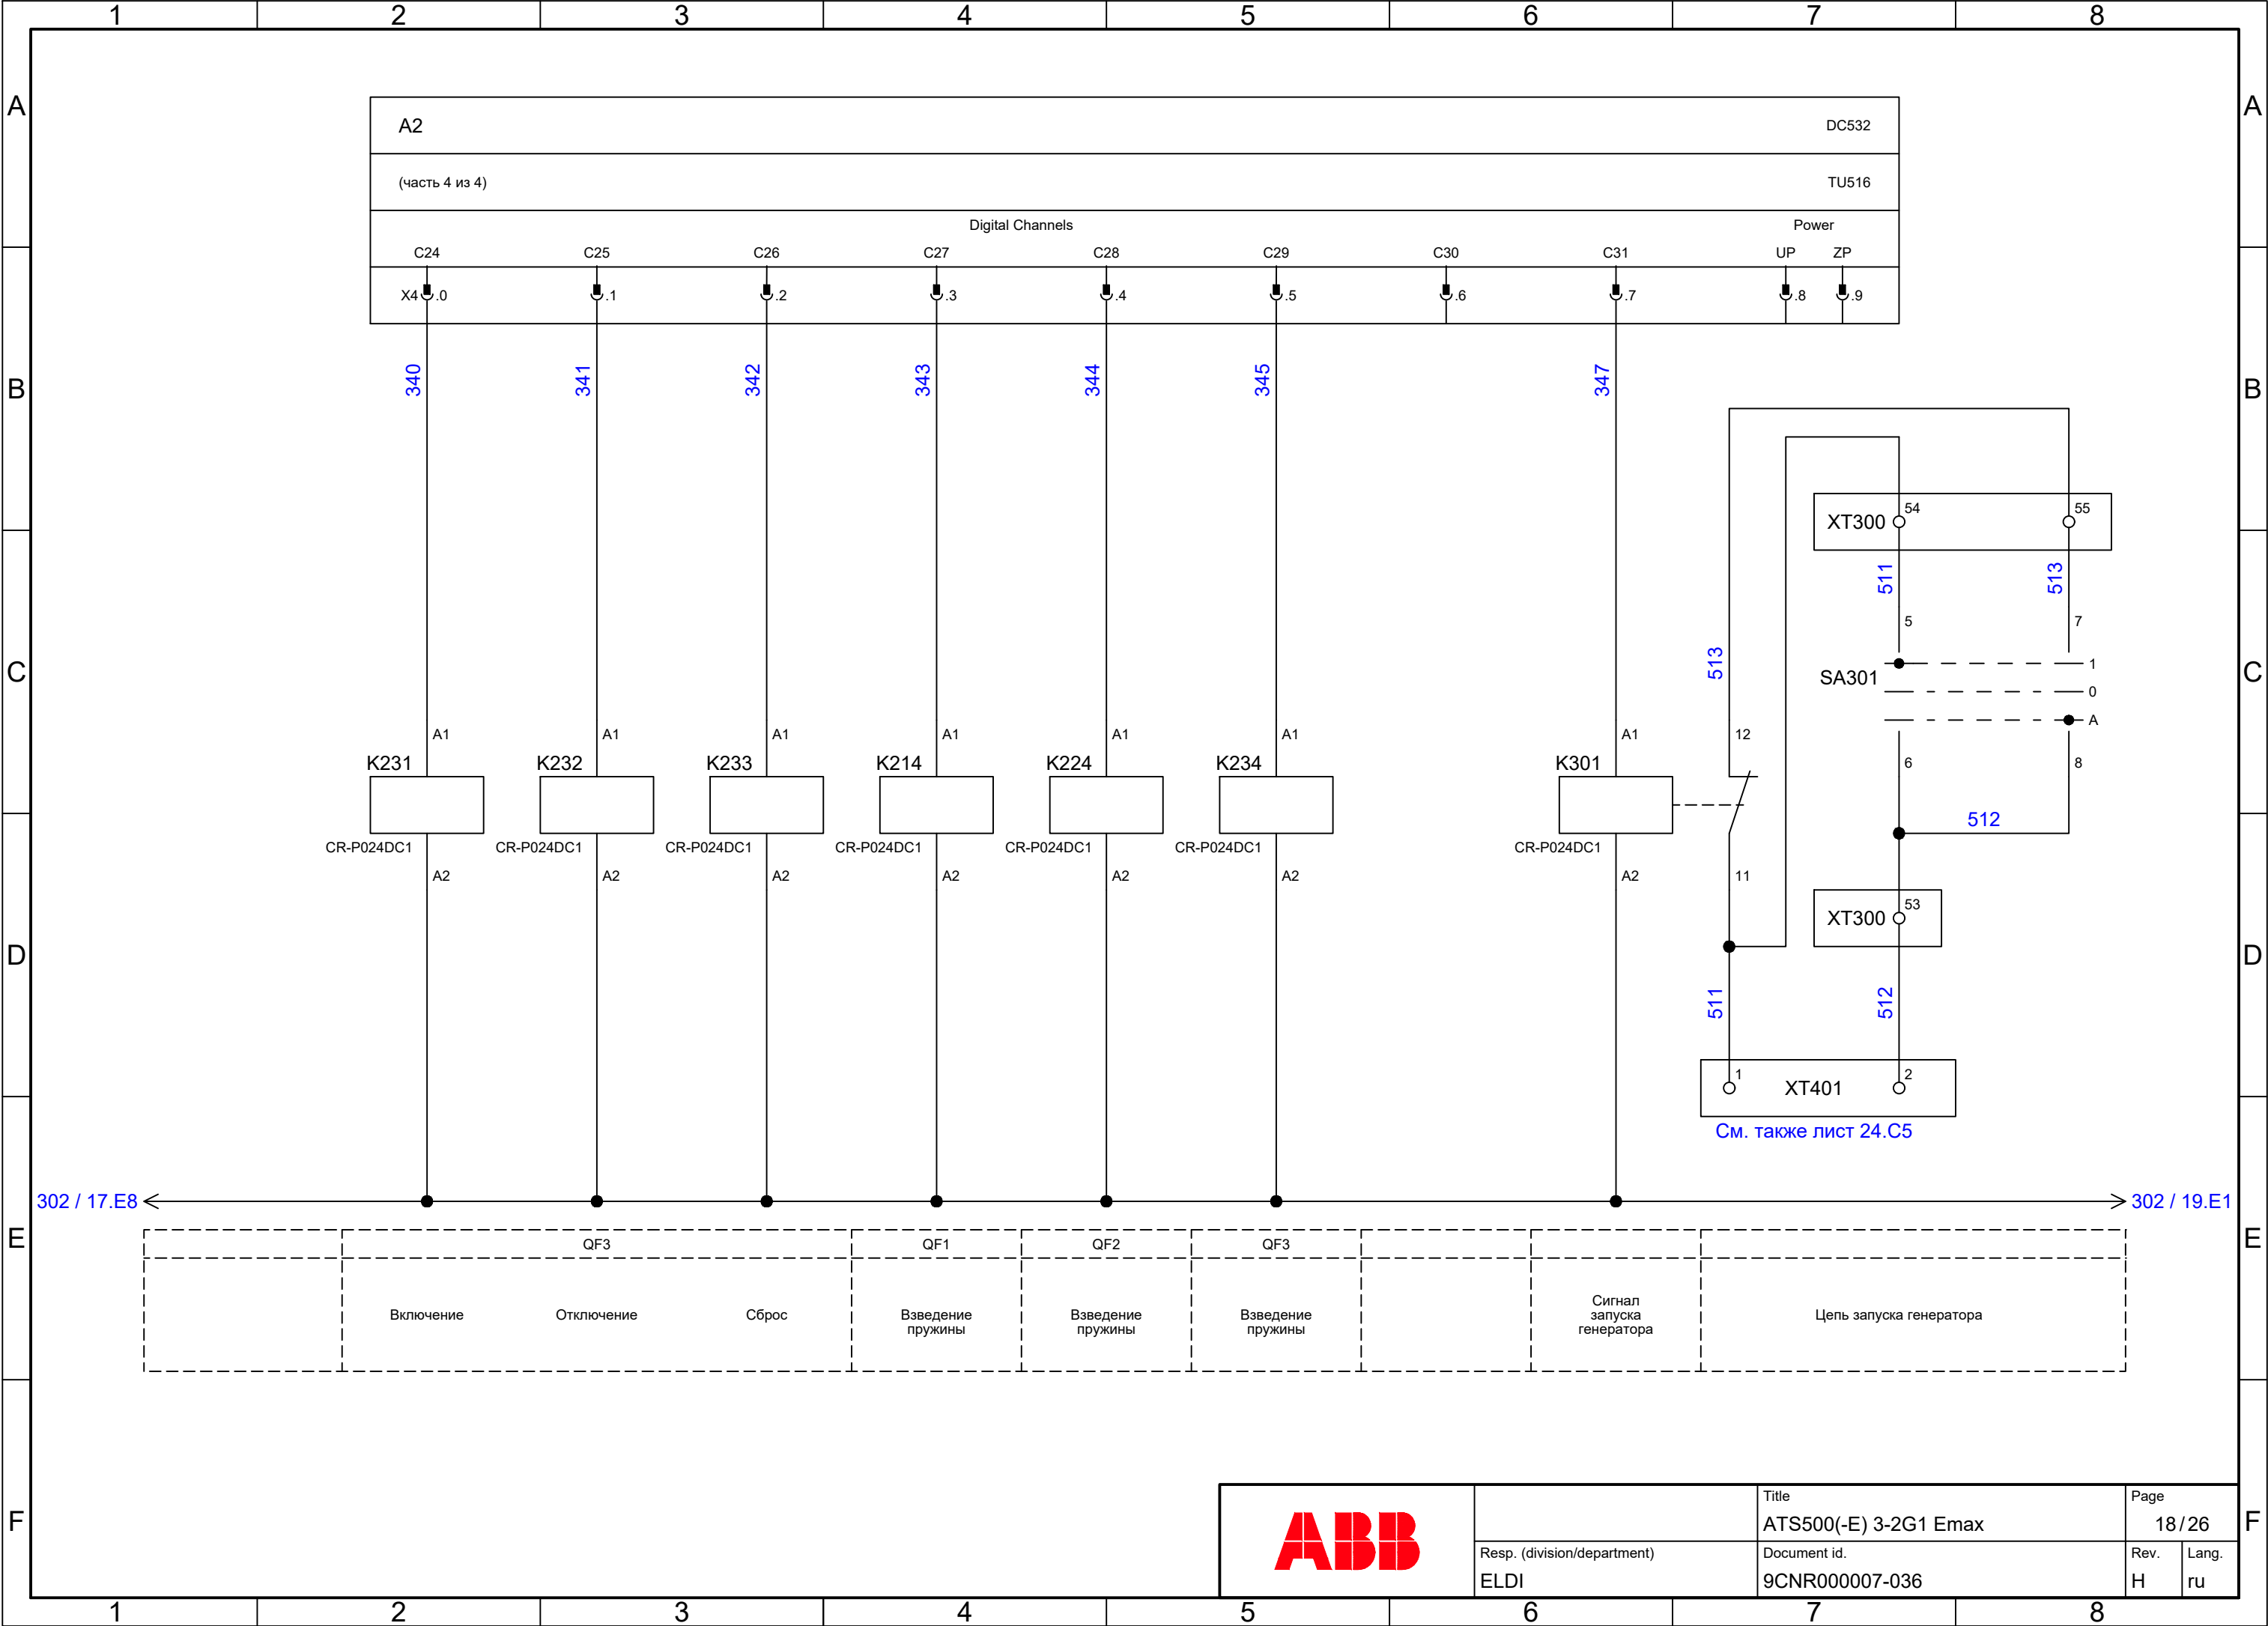 1 2 3 4 5 6 7 8
A A
A2 DC532
(часть 4 из 4) TU516
Digital Channels Power
C24 C25 C26 C27 C28 C29 C30 C31 UP ZP
X4 .0 .1 .2 .3 .4 .5 .6 .7 .8 .9
B B
340 341 342 343 344 345 347
XT300 54 55
511 513
5 7
C C
513
1
SA301
0
A
A1 A1 A1 A1 A1 A1 A1 12
K231 K232 K233 K214 K224 K234 K301
6 8
512
CR-P024DC1 CR-P024DC1 CR-P024DC1 CR-P024DC1 CR-P024DC1 CR-P024DC1 CR-P024DC1
A2 A2 A2 A2 A2 A2 A2 11
XT300 53
D D
511 512
1 XT401 2
См. также лист 24.C5
302 / 17.E8 302 / 19.E1
E E
QF3 QF1 QF2 QF3
Включение Отключение Сброс
Взведение
пружины
Взведение
пружины
Взведение
пружины
Сигнал
запуска
генератора
Цепь запуска генератора
F F
ABB
Title
ATS500(-E) 3-2G1 Emax
Page
18/26
Resp. (division/department)
ELDI
Document id.
9CNR000007-036
Rev.
H
Lang.
ru
1 2 3 4 5 6 7 8